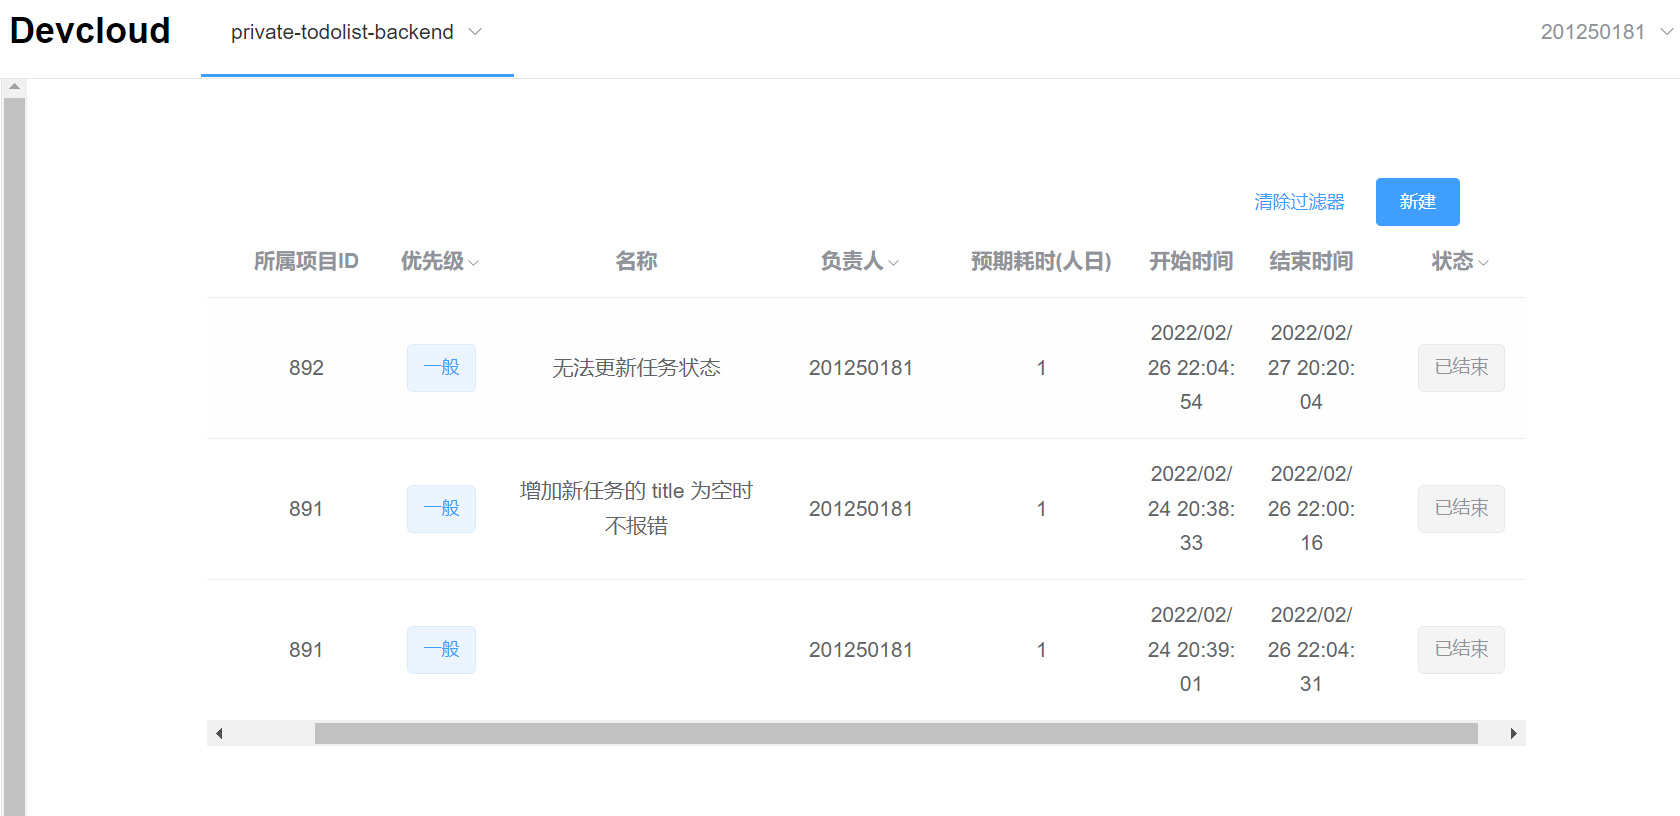 Devcloud private-todolist-backend 201250181
清除过滤器 新建
所属项目ID 优先级 名称 负责人 预期耗时(人日) 开始时间 结束时间 状态
2022/02/ 2022/02/
892 一般 无法更新任务状态 201250181 1 26 22:04: 27 20:20: 已结束
54 04
2022/02/ 2022/02/
增加新任务的 title 为空时
891 一般 201250181 1 24 20:38: 26 22:00: 已结束
不报错
33 16
2022/02/ 2022/02/
891 一般 201250181 1 24 20:39: 26 22:04: 已结束
01 31